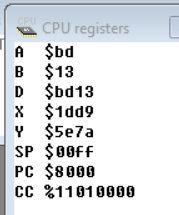 CPU registers
A $bd
B $13
D $bd13
X $1dd9
Y $5e7a
SP $00ff
PC $8000
CC %11010000